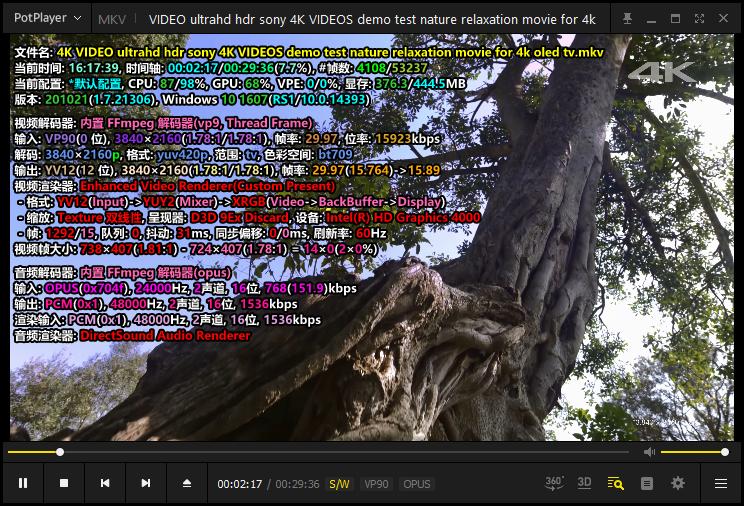 PotPlayer MKV VIDEO ultrahd hdr sony 4K VIDEOS demo test nature relaxation movie for 4k
文件名: 4K VIDEO ultrahd hdr sony 4K VIDEOS demo test nature relaxation movie for 4k oled tv.mkv
当前时间: 16:17:39, 时间轴: 00:02:17/00:29:36(7.7%), #帧数: 4108/53237
4K
当前配置: *默认配置, CPU: 87/98%, GPU: 68%, VPE: 0/0%, 显存: 376.3/444.5MB
版本: 201021(1.7.21306), Windows 10 1607(RS1/10.0.14393)
视频解码器: 内置 FFmpeg 解码器(vp9, Thread Frame)
输入: VP90(0 位), 3840×2160(1.78:1/1.78:1), 帧率: 29.97, 位率: 15923kbps
解码: 3840×2160p, 格式: yuv420p, 范围: tv, 色彩空间: bt709
输出: YV12(12 位), 3840×2160(1.78:1/1.78:1), 帧率: 29.97(15.764)->15.89
视频渲染器: Enhanced Video Renderer(Custom Present)
- 格式: YV12(Input)->YUY2(Mixer)->XRGB(Video->BackBuffer->Display)
- 缩放: Texture 双线性, 呈现器: D3D 9Ex Discard, 设备: Intel(R) HD Graphics 4000
- 帧: 1292/15, 队列: 0, 抖动: 31ms, 同步偏移: 0/0ms, 刷新率: 60Hz
视频帧大小: 738×407(1.81:1) - 724×407(1.78:1) = 14×0(2×0%)
音频解码器: 内置 FFmpeg 解码器(opus)
输入: OPUS(0x704f), 24000Hz, 2声道, 16位, 768(151.9)kbps
输出: PCM(0x1), 48000Hz, 2声道, 16位, 1536kbps
渲染输入: PCM(0x1), 48000Hz, 2声道, 16位, 1536kbps
音频渲染器: DirectSound Audio Renderer
00:02:17 / 00:29:36 S/W VP90 OPUS 360° 3D